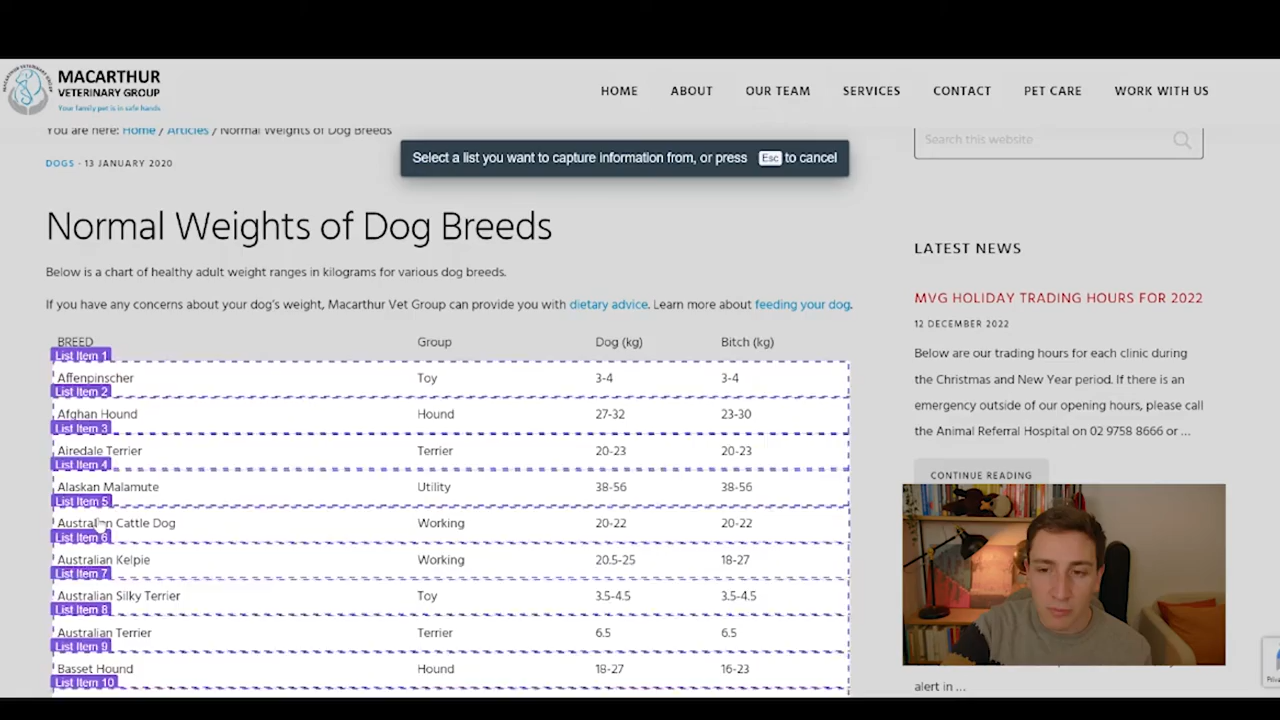 MACARTHUR
VETERINARY GROUP
Your family pet is in safe hands
HOME ABOUT OUR TEAM SERVICES CONTACT PET CARE WORK WITH US
You are here: Home / Articles / Normal Weights of Dog Breeds
Search this website
Select a list you want to capture information from, or press Esc to cancel
DOGS · 13 JANUARY 2020
Normal Weights of Dog Breeds
Below is a chart of healthy adult weight ranges in kilograms for various dog breeds.
If you have any concerns about your dog's weight, Macarthur Vet Group can provide you with dietary advice. Learn more about feeding your dog.
BREED Group Dog (kg) Bitch (kg)
List Item 1
Affenpinscher Toy 3-4 3-4
List Item 2
Afghan Hound Hound 27-32 23-30
List Item 3
Airedale Terrier Terrier 20-23 20-23
List Item 4
Alaskan Malamute Utility 38-56 38-56
List Item 5
Australian Cattle Dog Working 20-22 20-22
List Item 6
Australian Kelpie Working 20.5-25 18-27
List Item 7
Australian Silky Terrier Toy 3.5-4.5 3.5-4.5
List Item 8
Australian Terrier Terrier 6.5 6.5
List Item 9
Basset Hound Hound 18-27 16-23
List Item 10
LATEST NEWS
MVG HOLIDAY TRADING HOURS FOR 2022
12 DECEMBER 2022
Below are our trading hours for each clinic during
the Christmas and New Year period. If there is an
emergency outside of our opening hours, please call
the Animal Referral Hospital on 02 9758 8666 or ...
CONTINUE READING
alert in ...